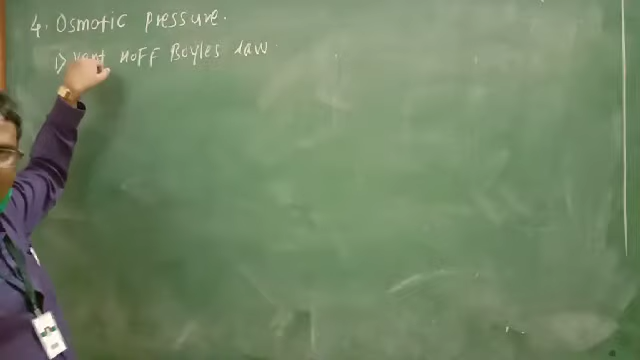 4. Osmotic pressure.
1> vant Hoff Boyles law